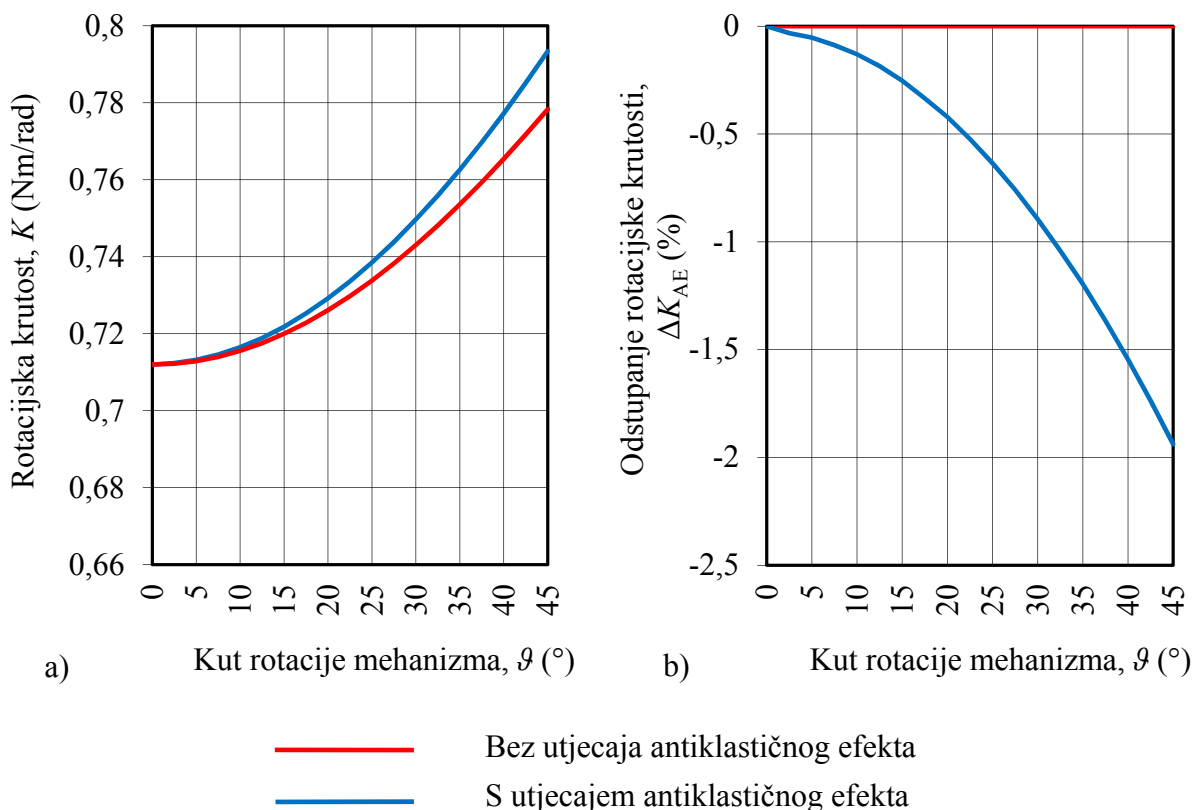 Rotacijska krutost, K (Nm/rad)
0,8
0,78
0,76
0,74
0,72
0,7
0,68
0,66
0 5 10 15 20 25 30 35 40 45
a) Kut rotacije mehanizma, ϑ (°)
Odstupanje rotacijske krutosti,
ΔK_AE (%)
0
-0,5
-1
-1,5
-2
-2,5
0 5 10 15 20 25 30 35 40 45
b) Kut rotacije mehanizma, ϑ (°)
Bez utjecaja antiklastičnog efekta
S utjecajem antiklastičnog efekta